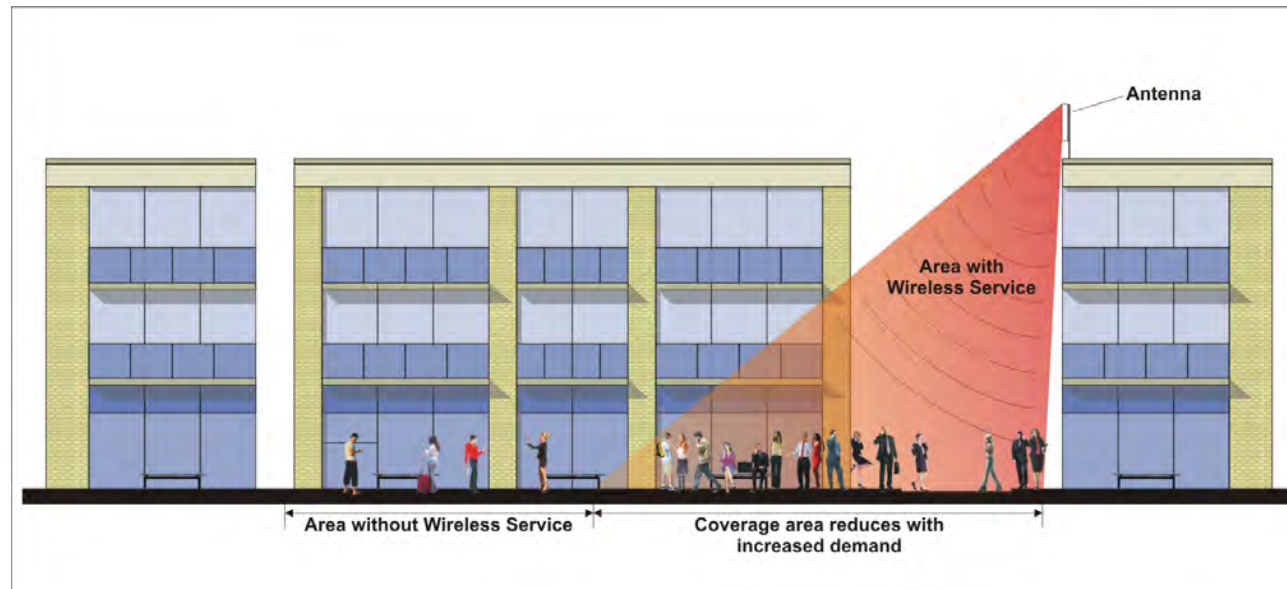 Antenna
Area with
Wireless Service
Area without Wireless Service
Coverage area reduces with
increased demand